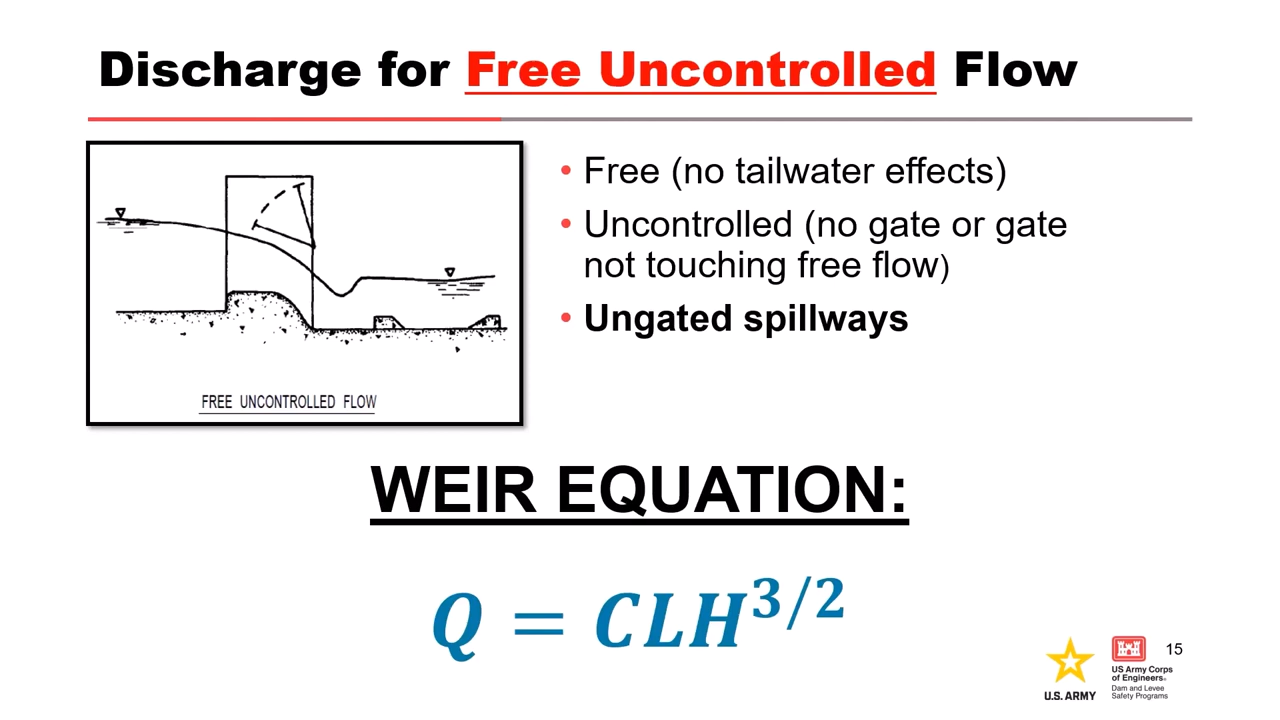 Discharge for Free Uncontrolled Flow
FREE UNCONTROLLED FLOW
• Free (no tailwater effects)
• Uncontrolled (no gate or gate
not touching free flow)
• Ungated spillways
WEIR EQUATION:
Q = CLH^{3/2}
U.S. ARMY
US Army Corps
of Engineers®
Dam and Levee
Safety Programs
15